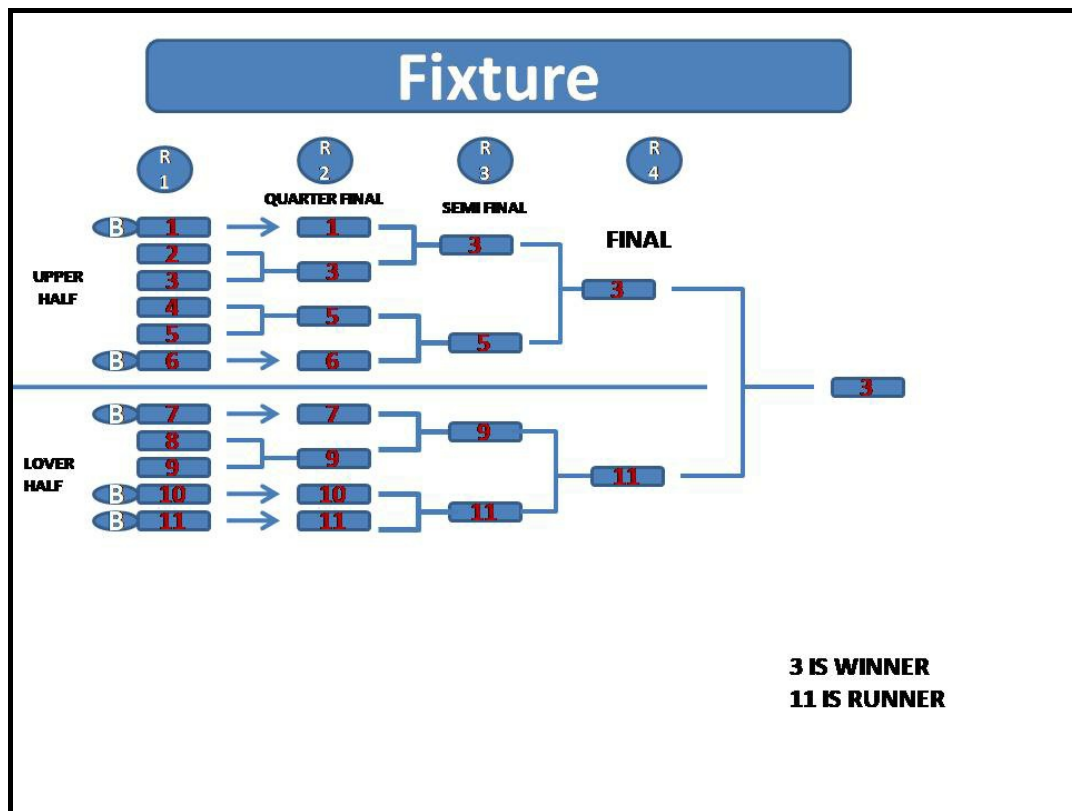 Fixture
R
1
R
2
R
3
R
4
QUARTER FINAL
SEMI FINAL
FINAL
UPPER
HALF
B 1
2
3
4
5
B 6
1
3
5
6
3
5
3
3
LOVER
HALF
B 7
8
9
B 10
B 11
7
9
10
11
9
11
11
3 IS WINNER
11 IS RUNNER